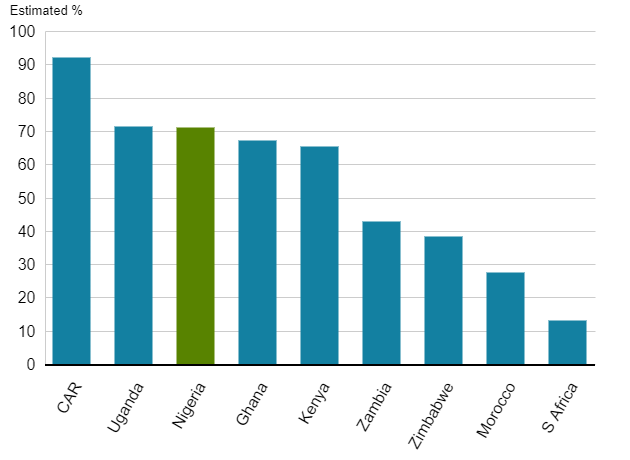 Estimated %
100
90
80
70
60
50
40
30
20
10
0
CAR
Uganda
Nigeria
Ghana
Kenya
Zambia
Zimbabwe
Morocco
S Africa